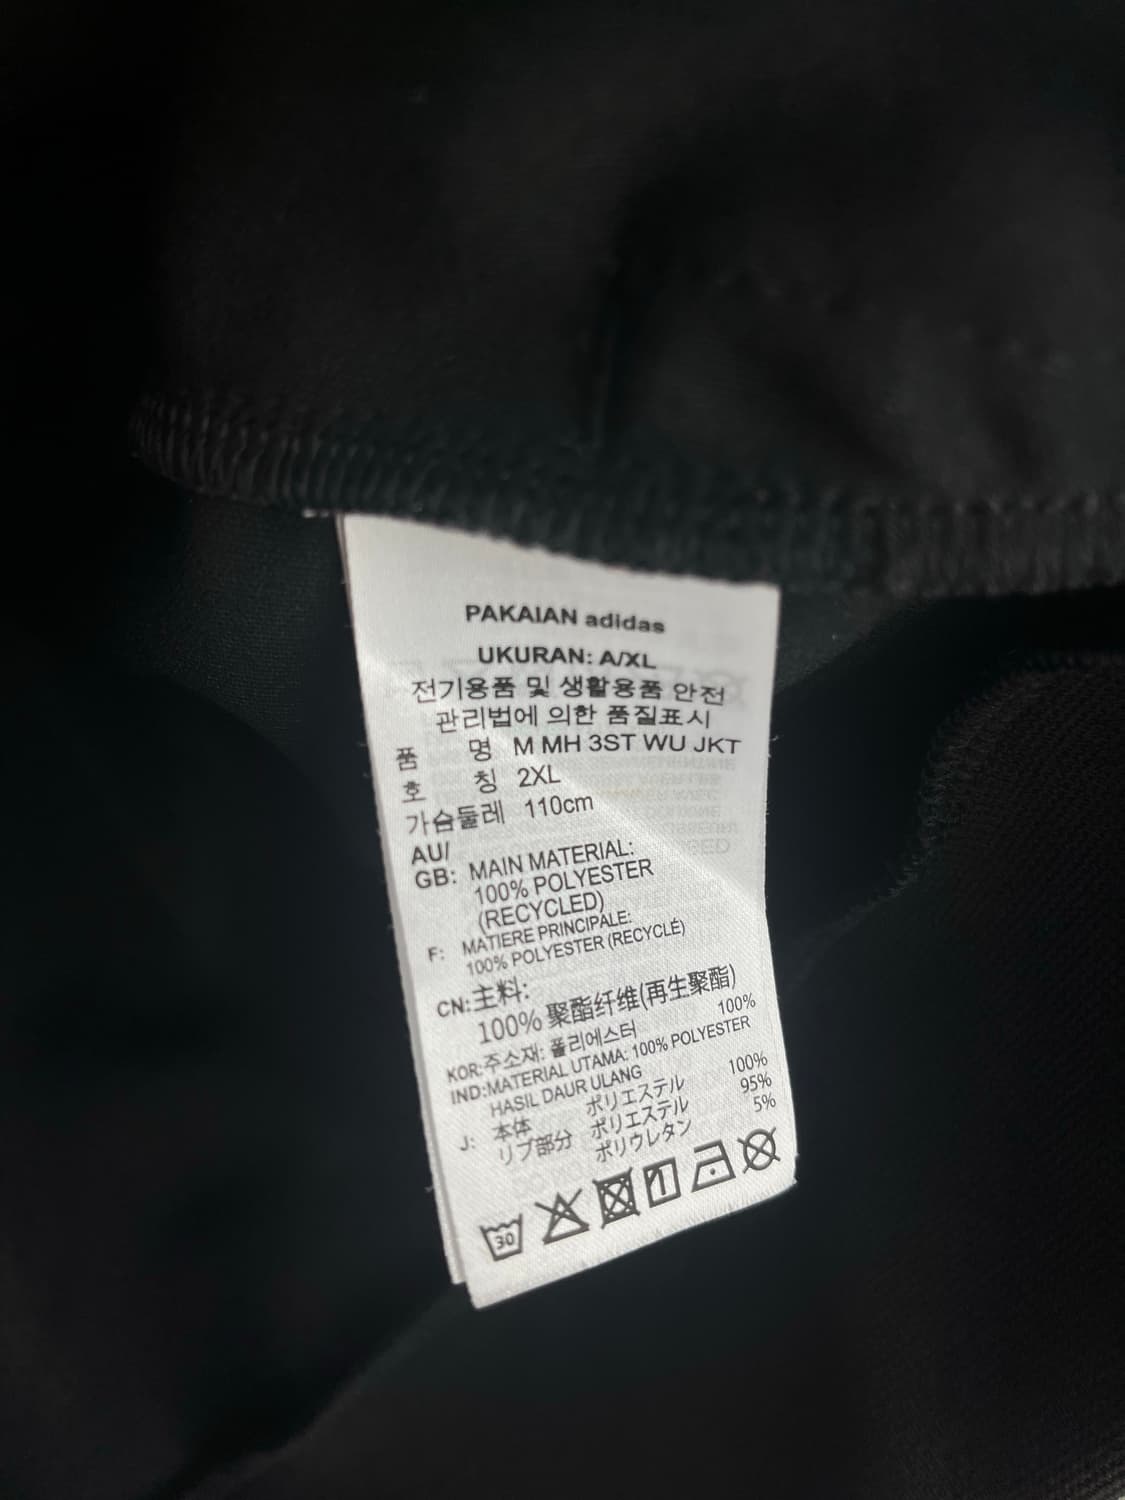 PAKAIAN adidas
UKURAN: A/XL
전기용품 및 생활용품 안전
관리법에 의한 품질표시
품 명 M MH 3ST WU JKT
호 칭 2XL
가슴둘레 110cm
AU/
GB: MAIN MATERIAL:
100% POLYESTER
(RECYCLED)
F: MATIERE PRINCIPALE:
100% POLYESTER (RECYCLÉ)
CN:主料:
100% 聚酯纤维(再生聚酯)
KOR:주소재: 폴리에스터 100%
IND:MATERIAL UTAMA: 100% POLYESTER
HASIL DAUR ULANG
J: 本体 ポリエステル 100%
リブ部分 ポリエステル 95%
ポリウレタン 5%
30